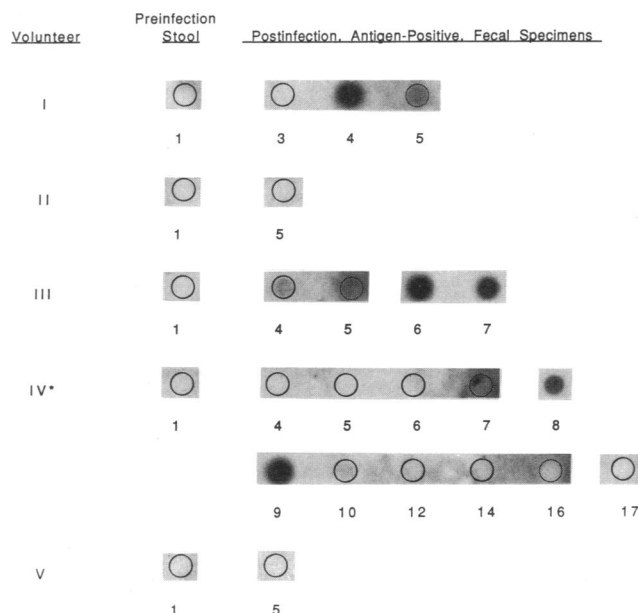 Preinfection
Volunteer Stool Postinfection, Antigen-Positive, Fecal Specimens
I
1 3 4 5
II
1 5
III
1 4 5 6 7
IV*
1 4 5 6 7 8
9 10 12 14 16 17
V
1 5